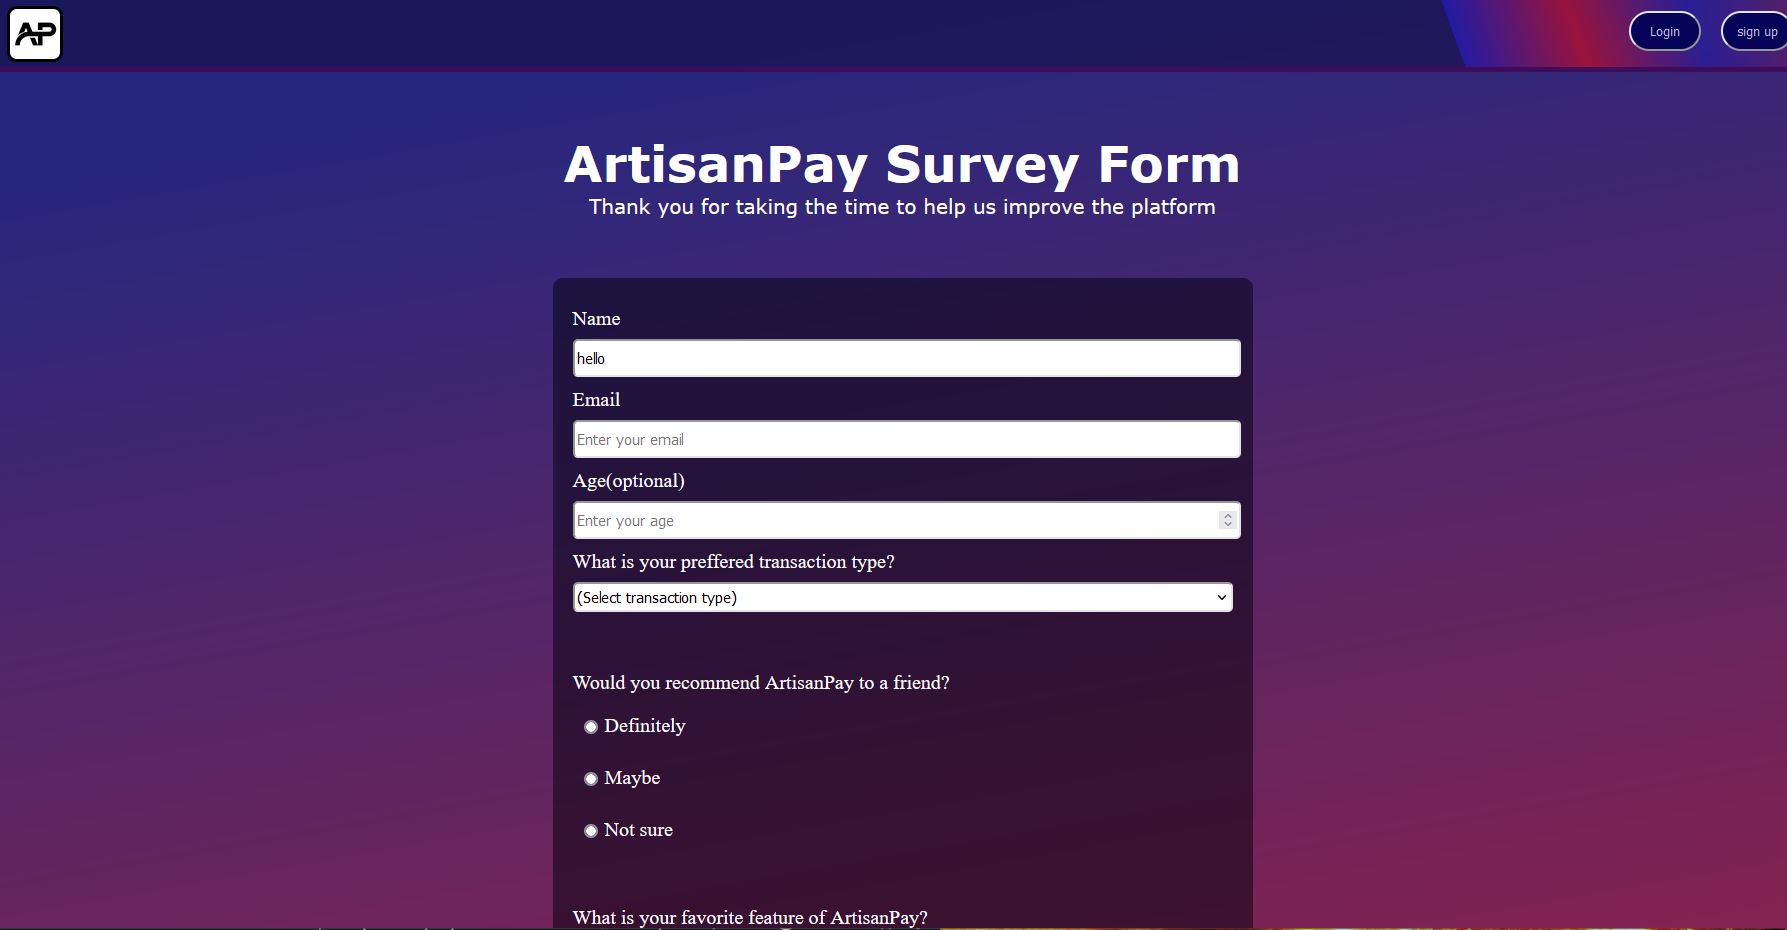 AP
Login
sign up
ArtisanPay Survey Form
Thank you for taking the time to help us improve the platform
Name
hello
Email
Enter your email
Age(optional)
Enter your age
What is your preffered transaction type?
(Select transaction type)
Would you recommend ArtisanPay to a friend?
Definitely
Maybe
Not sure
What is your favorite feature of ArtisanPay?